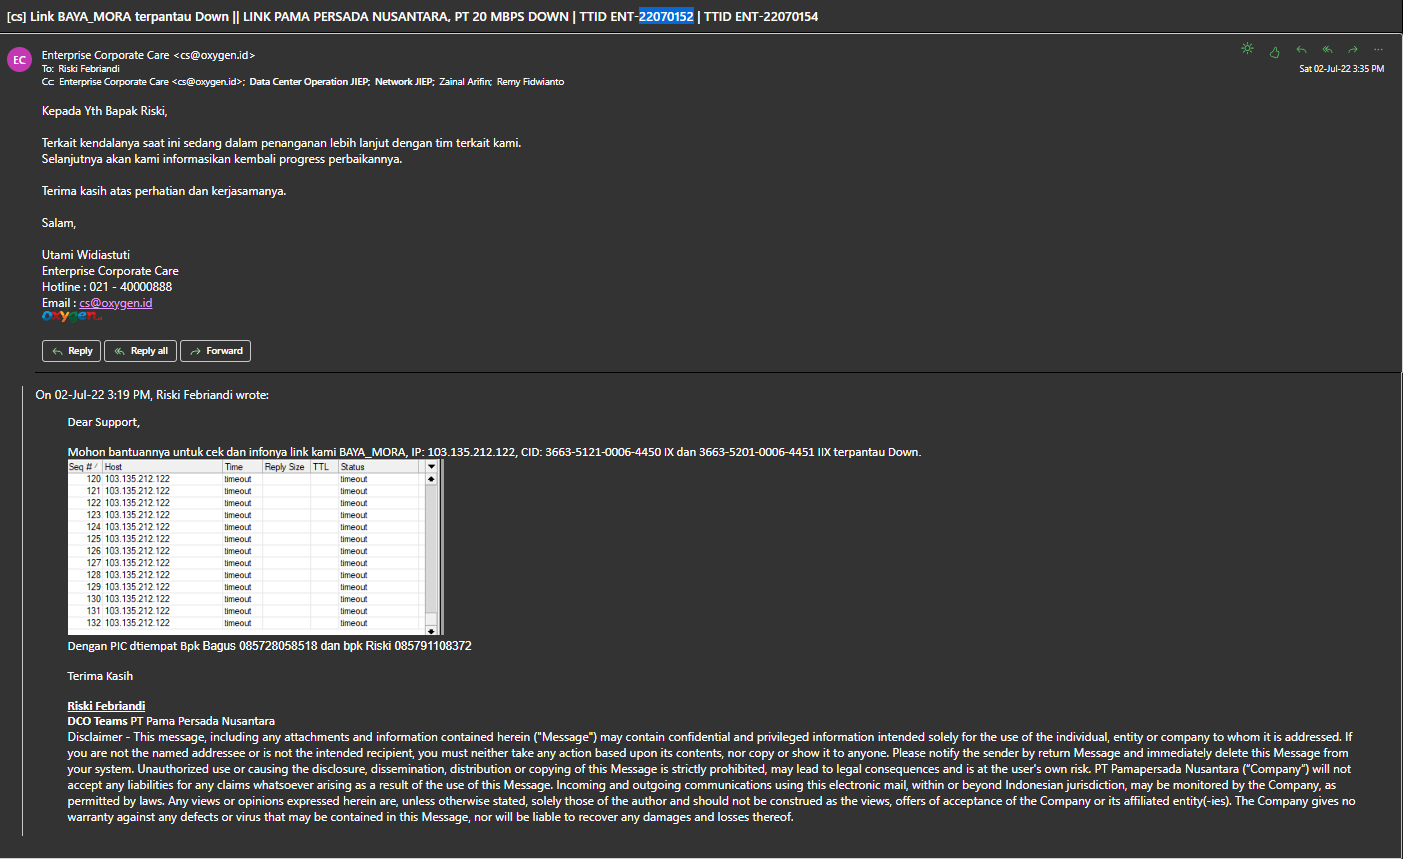 [cs] Link BAYA_MORA terpantau Down || LINK PAMA PERSADA NUSANTARA, PT 20 MBPS DOWN | TTID ENT-22070152 | TTID ENT-22070154
EC
Enterprise Corporate Care <cs@oxygen.id>
To: Riski Febriandi
Cc: Enterprise Corporate Care <cs@oxygen.id>; Data Center Operation JIEP; Network JIEP; Zainal Arifin; Remy Fidwianto
Sat 02-Jul-22 3:35 PM
Kepada Yth Bapak Riski,
Terkait kendalanya saat ini sedang dalam penanganan lebih lanjut dengan tim terkait kami.
Selanjutnya akan kami informasikan kembali progress perbaikannya.
Terima kasih atas perhatian dan kerjasamanya.
Salam,
Utami Widiastuti
Enterprise Corporate Care
Hotline : 021 - 40000888
Email : cs@oxygen.id
oxygen.id
Reply Reply all Forward
On 02-Jul-22 3:19 PM, Riski Febriandi wrote:
Dear Support,
Mohon bantuannya untuk cek dan infonya link kami BAYA_MORA, IP: 103.135.212.122, CID: 3663-5121-0006-4450 IX dan 3663-5201-0006-4451 IIX terpantau Down.
Seq # / Host Time Reply Size TTL Status
120 103.135.212.122 timeout timeout
121 103.135.212.122 timeout timeout
122 103.135.212.122 timeout timeout
123 103.135.212.122 timeout timeout
124 103.135.212.122 timeout timeout
125 103.135.212.122 timeout timeout
126 103.135.212.122 timeout timeout
127 103.135.212.122 timeout timeout
128 103.135.212.122 timeout timeout
129 103.135.212.122 timeout timeout
130 103.135.212.122 timeout timeout
131 103.135.212.122 timeout timeout
132 103.135.212.122 timeout timeout
Dengan PIC dtiempat Bpk Bagus 085728058518 dan bpk Riski 085791108372
Terima Kasih
Riski Febriandi
DCO Teams PT Pama Persada Nusantara
Disclaimer - This message, including any attachments and information contained herein ("Message") may contain confidential and privileged information intended solely for the use of the individual, entity or company to whom it is addressed. If
you are not the named addressee or is not the intended recipient, you must neither take any action based upon its contents, nor copy or show it to anyone. Please notify the sender by return Message and immediately delete this Message from
your system. Unauthorized use or causing the disclosure, dissemination, distribution or copying of this Message is strictly prohibited, may lead to legal consequences and is at the user's own risk. PT Pamapersada Nusantara ("Company") will not
accept any liabilities for any claims whatsoever arising as a result of the use of this Message. Incoming and outgoing communications using this electronic mail, within or beyond Indonesian jurisdiction, may be monitored by the Company, as
permitted by laws. Any views or opinions expressed herein are, unless otherwise stated, solely those of the author and should not be construed as the views, offers of acceptance of the Company or its affiliated entity(-ies). The Company gives no
warranty against any defects or virus that may be contained in this Message, nor will be liable to recover any damages and losses thereof.